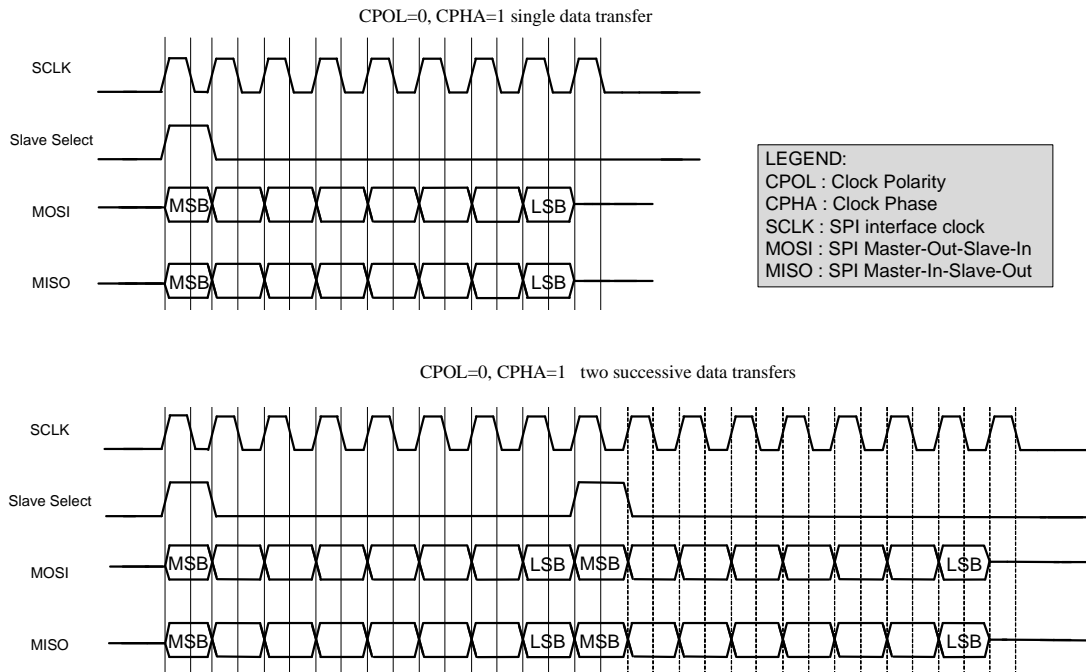 CPOL=0, CPHA=1 single data transfer
SCLK
Slave Select
MOSI
MSB
LSB
MISO
MSB
LSB
LEGEND:
CPOL : Clock Polarity
CPHA : Clock Phase
SCLK : SPI interface clock
MOSI : SPI Master-Out-Slave-In
MISO : SPI Master-In-Slave-Out
CPOL=0, CPHA=1 two successive data transfers
SCLK
Slave Select
MOSI
MSB
LSB
MSB
LSB
MISO
MSB
LSB
MSB
LSB